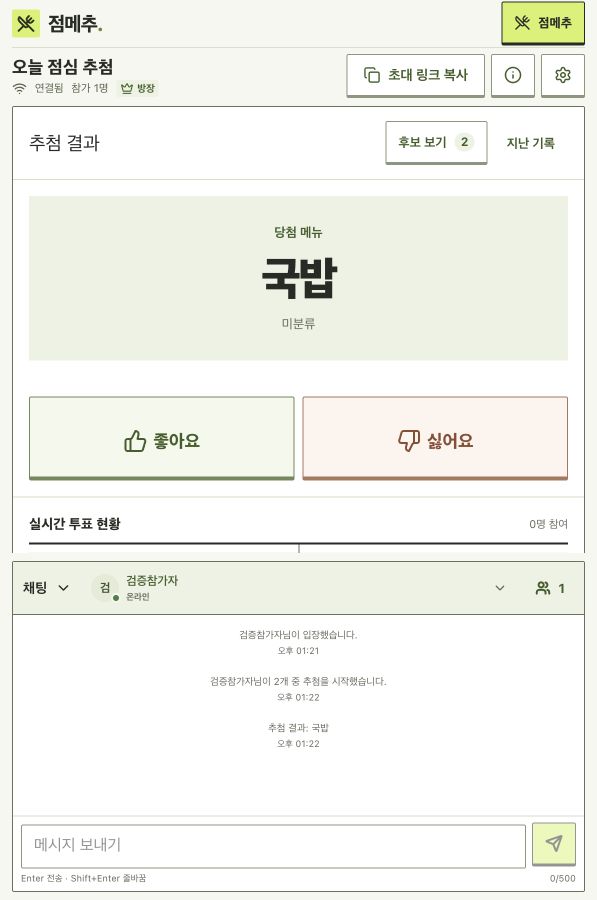 점메추.
점메추
오늘 점심 추첨
연결됨 참가 1명 방장
초대 링크 복사
추첨 결과
후보 보기 2
지난 기록
당첨 메뉴
국밥
미분류
좋아요
싫어요
실시간 투표 현황
0명 참여
채팅
검
검증참가자
온라인
1
검증참가자님이 입장했습니다.
오후 01:21
검증참가자님이 2개 중 추첨을 시작했습니다.
오후 01:22
추첨 결과: 국밥
오후 01:22
메시지 보내기
Enter 전송 · Shift+Enter 줄바꿈
0/500